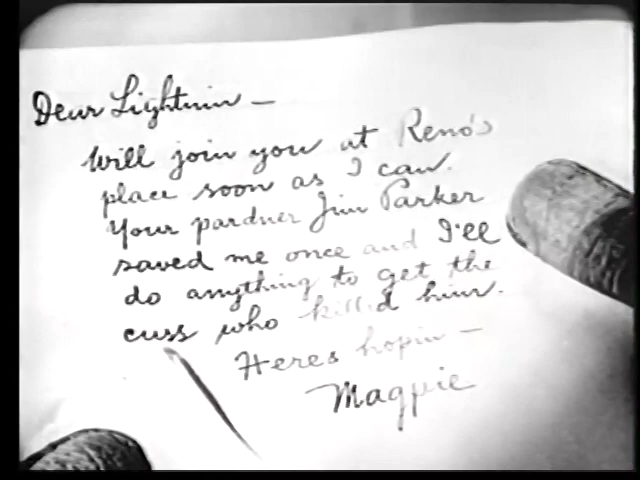 Dear Lightnin —
Will join you at Reno's
place soon as I can.
Your pardner Jim Parker
saved me once and I'll
do anything to get the
cuss who killed him.
Heres hopin —
Magpie